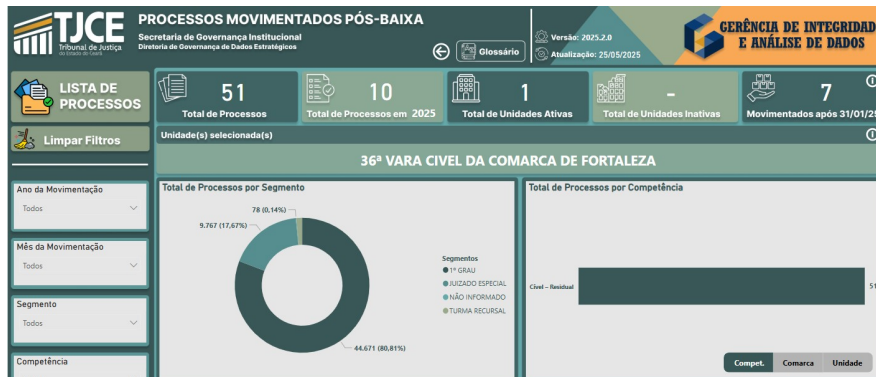 TJCE
Tribunal de Justiça
do Estado do Ceará
PROCESSOS MOVIMENTADOS PÓS-BAIXA
Secretaria de Governança Institucional
Diretoria de Governança de Dados Estratégicos
Glossário
Versão: 2025.2.0
Atualização: 25/05/2025
GERÊNCIA DE INTEGRIDAD
E ANÁLISE DE DADOS
LISTA DE
PROCESSOS
51
Total de Processos
10
Total de Processos em 2025
1
Total de Unidades Ativas
-
Total de Unidades Inativas
7
Movimentados após 31/01/25
Limpar Filtros
Unidade(s) selecionada(s)
36ª VARA CIVEL DA COMARCA DE FORTALEZA
Ano da Movimentação
Todos
Mês da Movimentação
Todos
Segmento
Todos
Competência
Total de Processos por Segmento
78 (0,14%)
9.767 (17,67%)
44.671 (80,81%)
Segmentos
1º GRAU
JUIZADO ESPECIAL
NÃO INFORMADO
TURMA RECURSAL
Total de Processos por Competência
Cível – Residual
51
Compet.
Comarca
Unidade